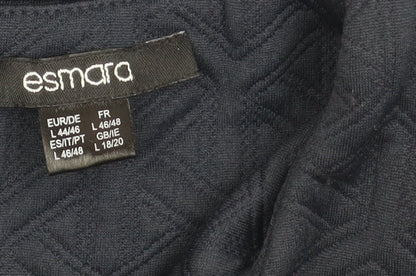 esmara
EUR/DE FR
L 44/46 L 46/48
ES/IT/PT GB/IE
L 46/48 L 18/20